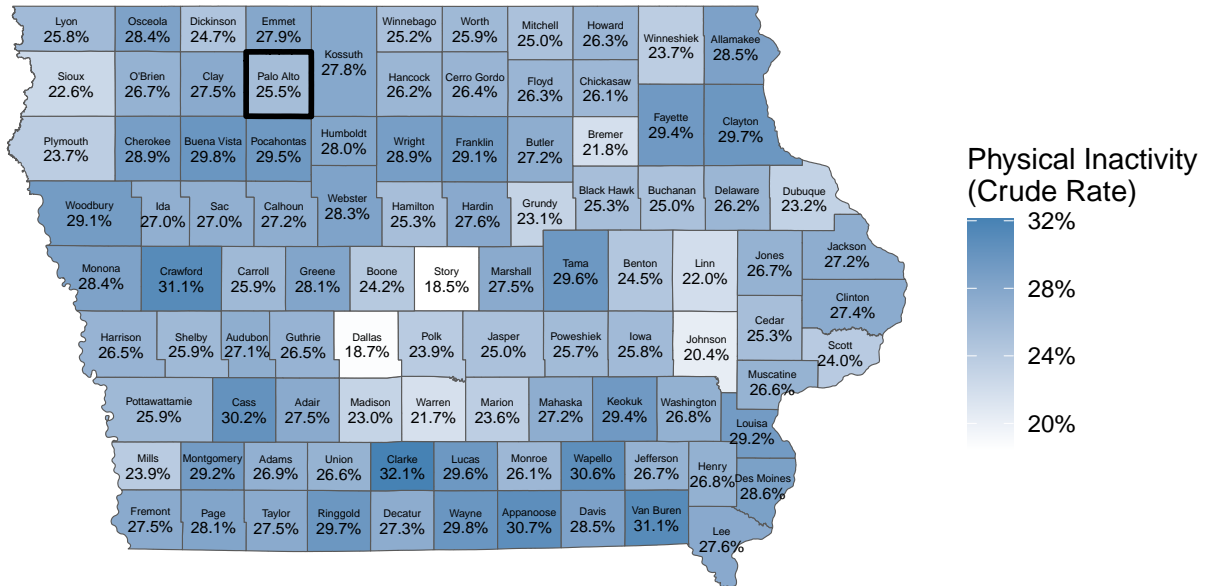 Lyon
25.8%
Osceola
28.4%
Dickinson
24.7%
Emmet
27.9%
Kossuth
27.8%
Winnebago
25.2%
Worth
25.9%
Mitchell
25.0%
Howard
26.3%
Winneshiek
23.7%
Allamakee
28.5%
Sioux
22.6%
O'Brien
26.7%
Clay
27.5%
Palo Alto
25.5%
Hancock
26.2%
Cerro Gordo
26.4%
Floyd
26.3%
Chickasaw
26.1%
Plymouth
23.7%
Cherokee
28.9%
Buena Vista
29.8%
Pocahontas
29.5%
Humboldt
28.0%
Wright
28.9%
Franklin
29.1%
Butler
27.2%
Bremer
21.8%
Fayette
29.4%
Clayton
29.7%
Woodbury
29.1%
Ida
27.0%
Sac
27.0%
Calhoun
27.2%
Webster
28.3%
Hamilton
25.3%
Hardin
27.6%
Grundy
23.1%
Black Hawk
25.3%
Buchanan
25.0%
Delaware
26.2%
Dubuque
23.2%
Monona
28.4%
Crawford
31.1%
Carroll
25.9%
Greene
28.1%
Boone
24.2%
Story
18.5%
Marshall
27.5%
Tama
29.6%
Benton
24.5%
Linn
22.0%
Jones
26.7%
Jackson
27.2%
Clinton
27.4%
Harrison
26.5%
Shelby
25.9%
Audubon
27.1%
Guthrie
26.5%
Dallas
18.7%
Polk
23.9%
Jasper
25.0%
Poweshiek
25.7%
Iowa
25.8%
Johnson
20.4%
Cedar
25.3%
Scott
24.0%
Muscatine
26.6%
Pottawattamie
25.9%
Cass
30.2%
Adair
27.5%
Madison
23.0%
Warren
21.7%
Marion
23.6%
Mahaska
27.2%
Keokuk
29.4%
Washington
26.8%
Louisa
29.2%
Mills
23.9%
Montgomery
29.2%
Adams
26.9%
Union
26.6%
Clarke
32.1%
Lucas
29.6%
Monroe
26.1%
Wapello
30.6%
Jefferson
26.7%
Henry
26.8%
Des Moines
28.6%
Fremont
27.5%
Page
28.1%
Taylor
27.5%
Ringgold
29.7%
Decatur
27.3%
Wayne
29.8%
Appanoose
30.7%
Davis
28.5%
Van Buren
31.1%
Lee
27.6%
Physical Inactivity
(Crude Rate)
32%
28%
24%
20%